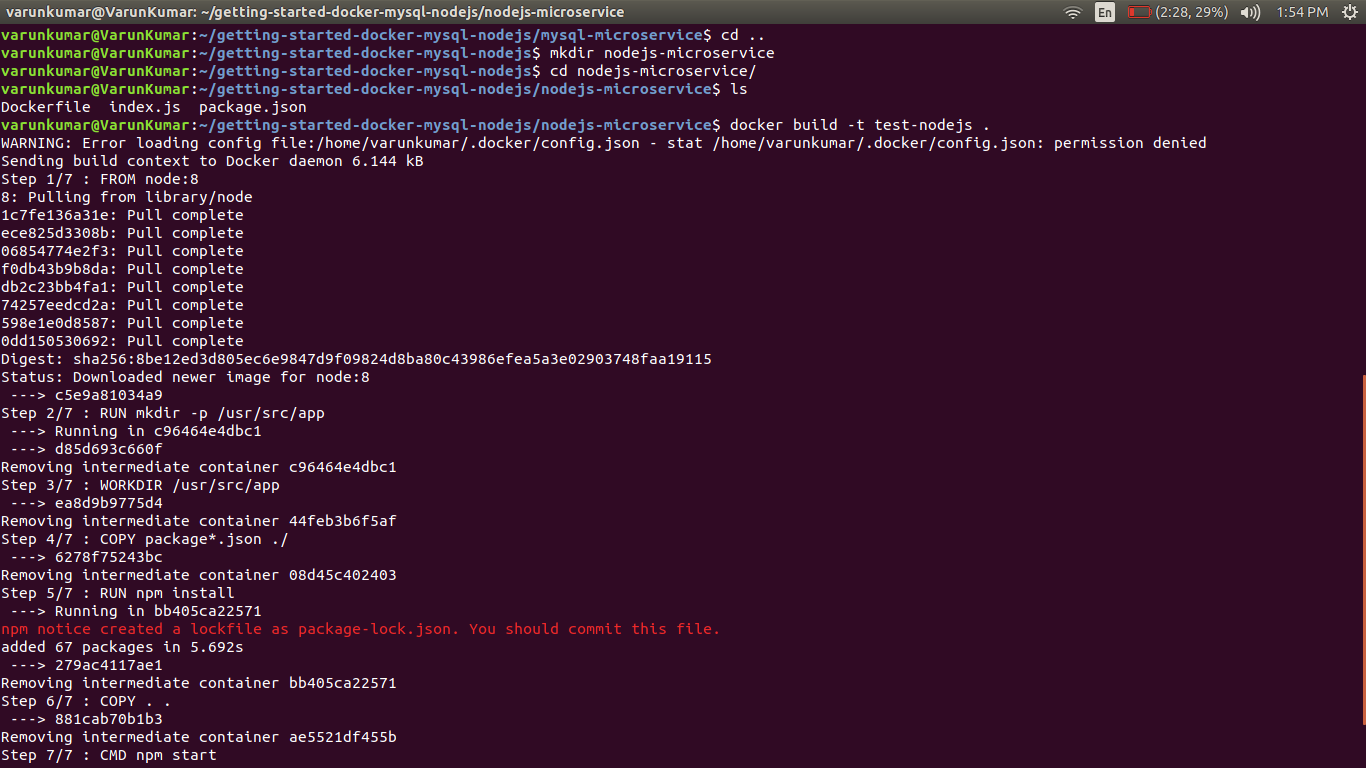 varunkumar@VarunKumar: ~/getting-started-docker-mysql-nodejs/nodejs-microservice En (2:28, 29%) 1:54 PM
varunkumar@VarunKumar:~/getting-started-docker-mysql-nodejs/mysql-microservice$ cd ..
varunkumar@VarunKumar:~/getting-started-docker-mysql-nodejs$ mkdir nodejs-microservice
varunkumar@VarunKumar:~/getting-started-docker-mysql-nodejs$ cd nodejs-microservice/
varunkumar@VarunKumar:~/getting-started-docker-mysql-nodejs/nodejs-microservice$ ls
Dockerfile  index.js  package.json
varunkumar@VarunKumar:~/getting-started-docker-mysql-nodejs/nodejs-microservice$ docker build -t test-nodejs .
WARNING: Error loading config file:/home/varunkumar/.docker/config.json - stat /home/varunkumar/.docker/config.json: permission denied
Sending build context to Docker daemon 6.144 kB
Step 1/7 : FROM node:8
8: Pulling from library/node
1c7fe136a31e: Pull complete
ece825d3308b: Pull complete
06854774e2f3: Pull complete
f0db43b9b8da: Pull complete
db2c23bb4fa1: Pull complete
74257eedcd2a: Pull complete
598e1e0d8587: Pull complete
0dd150530692: Pull complete
Digest: sha256:8be12ed3d805ec6e9847d9f09824d8ba80c43986efea5a3e02903748faa19115
Status: Downloaded newer image for node:8
 ---> c5e9a81034a9
Step 2/7 : RUN mkdir -p /usr/src/app
 ---> Running in c96464e4dbc1
 ---> d85d693c660f
Removing intermediate container c96464e4dbc1
Step 3/7 : WORKDIR /usr/src/app
 ---> ea8d9b9775d4
Removing intermediate container 44feb3b6f5af
Step 4/7 : COPY package*.json ./
 ---> 6278f75243bc
Removing intermediate container 08d45c402403
Step 5/7 : RUN npm install
 ---> Running in bb405ca22571
npm notice created a lockfile as package-lock.json. You should commit this file.
added 67 packages in 5.692s
 ---> 279ac4117ae1
Removing intermediate container bb405ca22571
Step 6/7 : COPY . .
 ---> 881cab70b1b3
Removing intermediate container ae5521df455b
Step 7/7 : CMD npm start